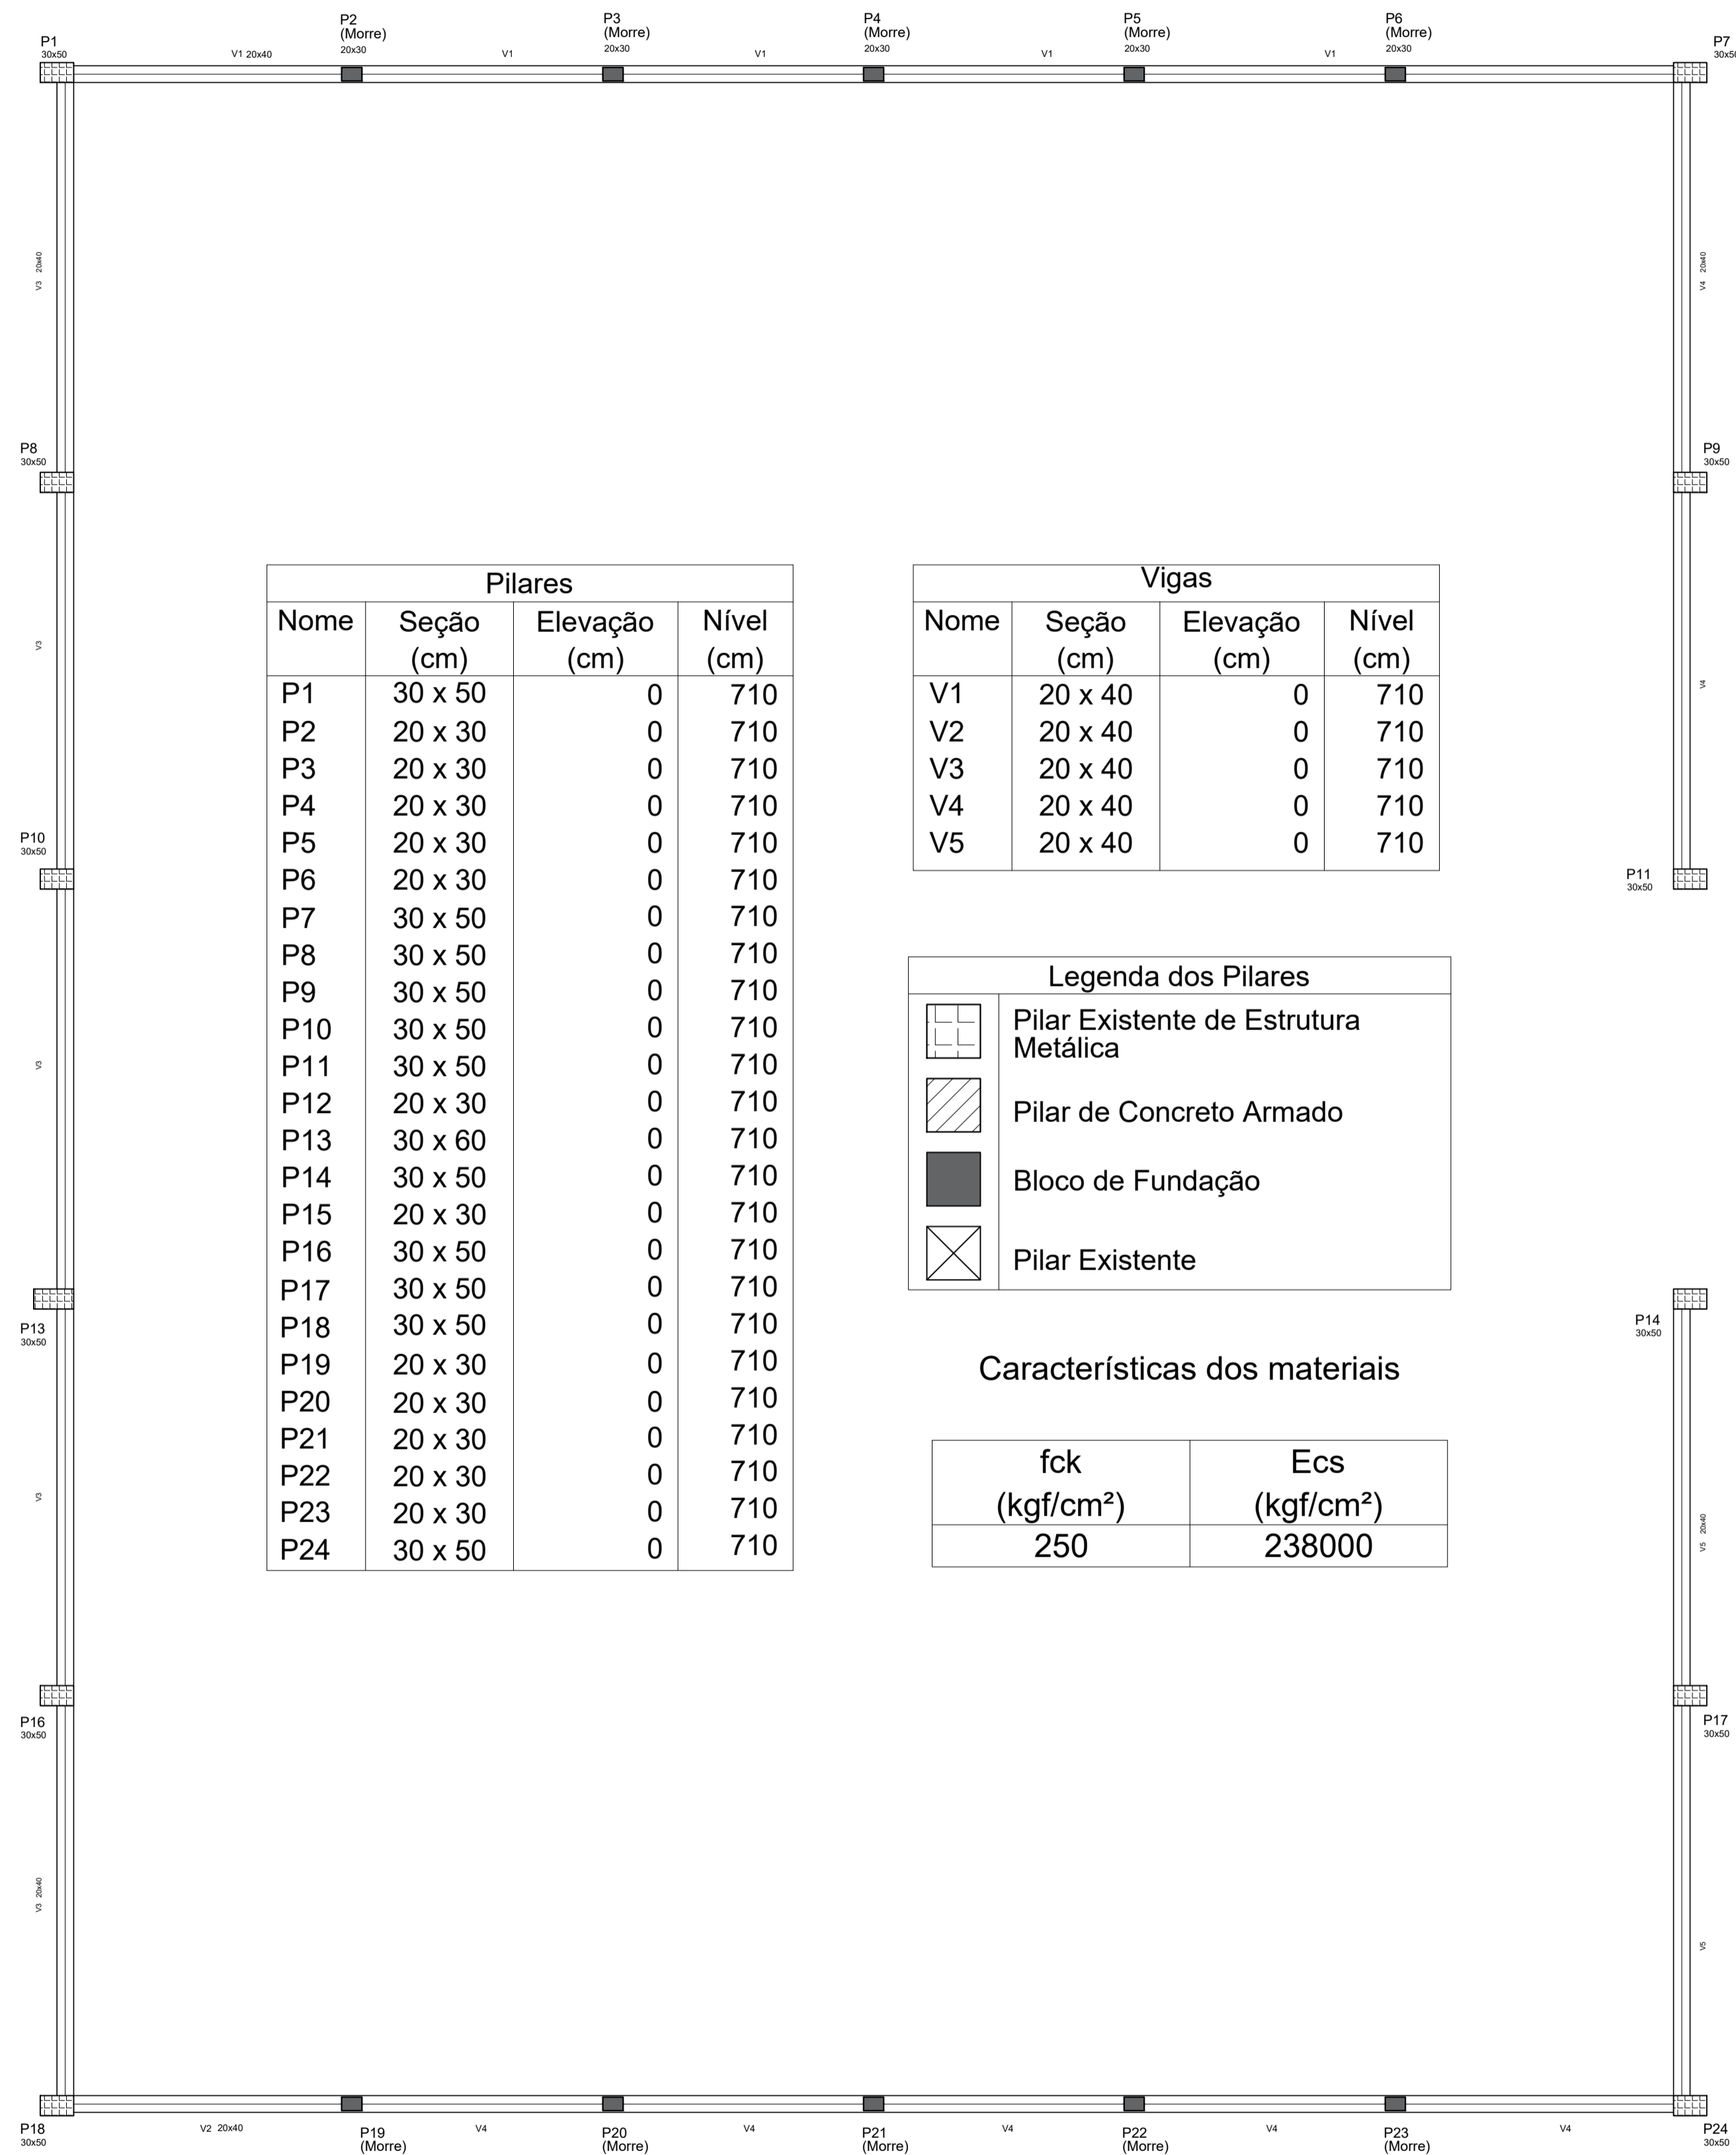 P1
30x50
V1 20x40
P2
(Morre)
20x30
V1
P3
(Morre)
20x30
V1
P4
(Morre)
20x30
V1
P5
(Morre)
20x30
V1
P6
(Morre)
20x30
P7
30x50
V3 20x40
V4 20x40
P8
30x50
P9
30x50
V3
V4
P10
30x50
P11
30x50
V3
P13
30x50
P14
30x50
V3
V5 20x40
P16
30x50
P17
30x50
V3 20x40
V5
Pilares
Nome Seção Elevação Nível
(cm) (cm) (cm)
P1 30 x 50 0 710
P2 20 x 30 0 710
P3 20 x 30 0 710
P4 20 x 30 0 710
P5 20 x 30 0 710
P6 20 x 30 0 710
P7 30 x 50 0 710
P8 30 x 50 0 710
P9 30 x 50 0 710
P10 30 x 50 0 710
P11 30 x 50 0 710
P12 20 x 30 0 710
P13 30 x 60 0 710
P14 30 x 50 0 710
P15 20 x 30 0 710
P16 30 x 50 0 710
P17 30 x 50 0 710
P18 30 x 50 0 710
P19 20 x 30 0 710
P20 20 x 30 0 710
P21 20 x 30 0 710
P22 20 x 30 0 710
P23 20 x 30 0 710
P24 30 x 50 0 710
Vigas
Nome Seção Elevação Nível
(cm) (cm) (cm)
V1 20 x 40 0 710
V2 20 x 40 0 710
V3 20 x 40 0 710
V4 20 x 40 0 710
V5 20 x 40 0 710
Legenda dos Pilares
Pilar Existente de Estrutura
Metálica
Pilar de Concreto Armado
Bloco de Fundação
Pilar Existente
Características dos materiais
fck Ecs
(kgf/cm²) (kgf/cm²)
250 238000
P18
30x50
V2 20x40
P19
(Morre)
V4
P20
(Morre)
V4
P21
(Morre)
V4
P22
(Morre)
V4
P23
(Morre)
V4
P24
30x50